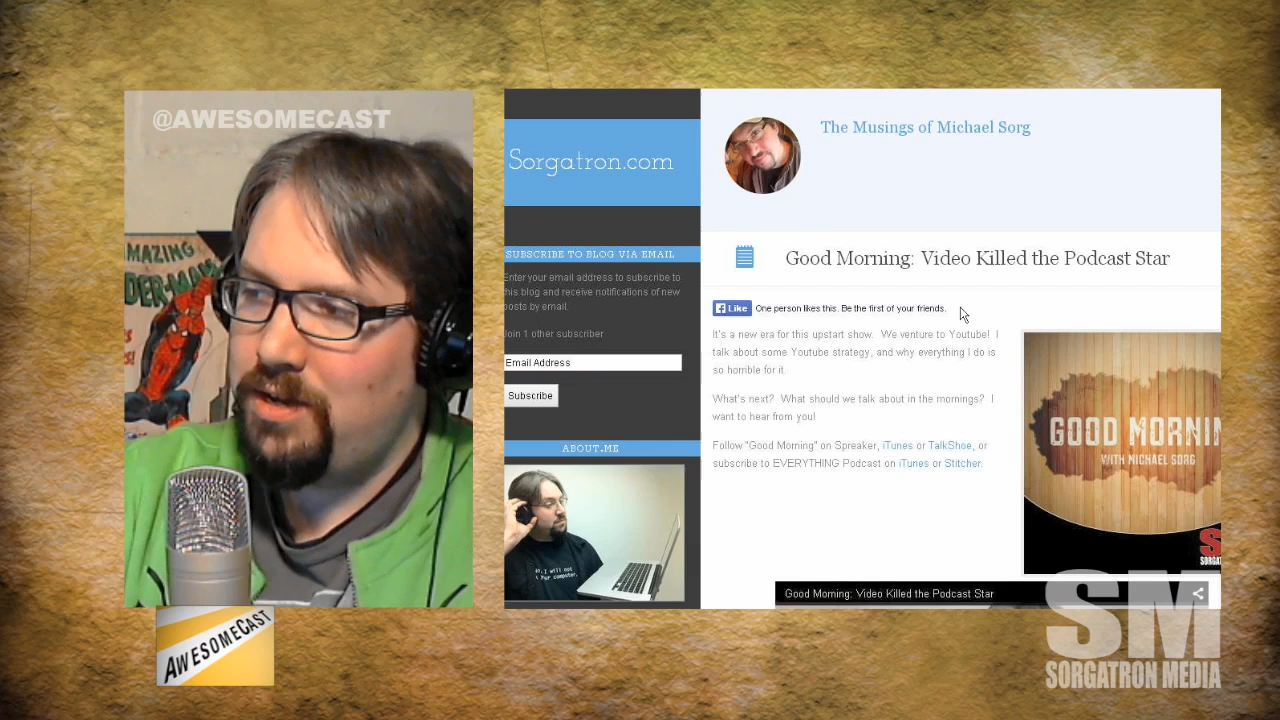 @AWESOMECAST
AMAZING
DER-MA
Sorgatron.com
SUBSCRIBE TO BLOG VIA EMAIL
Enter your email address to subscribe to
this blog and receive notifications of new
posts by email.
Join 1 other subscriber
Email Address
Subscribe
ABOUT.ME
The Musings of Michael Sorg
Good Morning: Video Killed the Podcast Star
Like One person likes this. Be the first of your friends.
It's a new era for this upstart show. We venture to Youtube! I
talk about some Youtube strategy, and why everything I do is
so horrible for it.
What's next? What should we talk about in the mornings? I
want to hear from you!
Follow "Good Morning" on Spreaker, iTunes or TalkShoe, or
subscribe to EVERYTHING Podcast on iTunes or Stitcher.
GOOD MORNIN
WITH MICHAEL SORG
Good Morning: Video Killed the Podcast Star
AWESOMECAST
SM
SORGATRON MEDIA